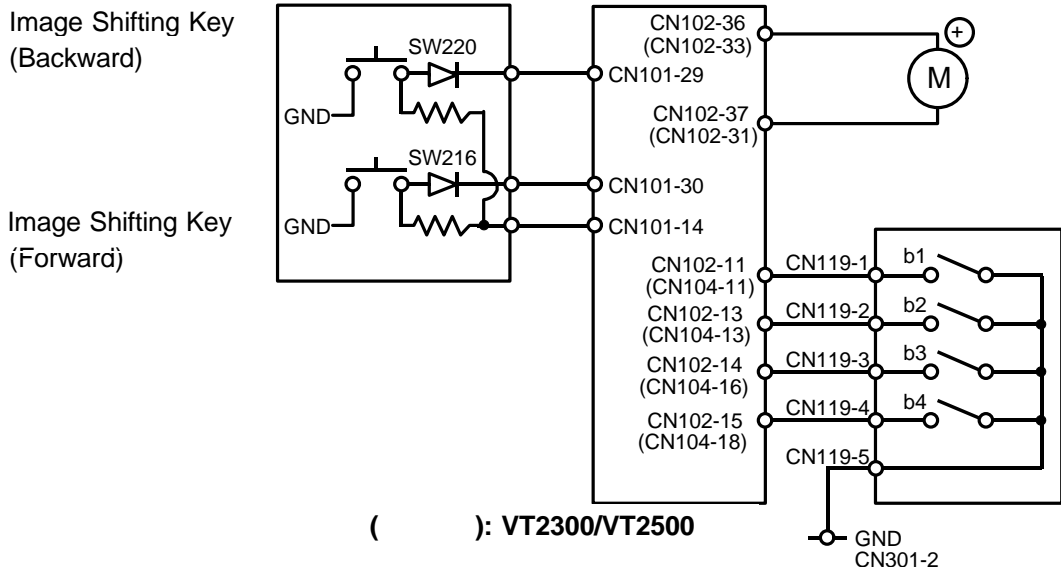 Image Shifting Key
(Backward)
SW220
GND
SW216
GND
Image Shifting Key
(Forward)
CN101-29
CN101-30
CN101-14
CN102-36
(CN102-33)
CN102-37
(CN102-31)
+
M
CN102-11
(CN104-11)
CN102-13
(CN104-13)
CN102-14
(CN104-16)
CN102-15
(CN104-18)
CN119-1
CN119-2
CN119-3
CN119-4
CN119-5
b1
b2
b3
b4
( ): VT2300/VT2500
GND
CN301-2